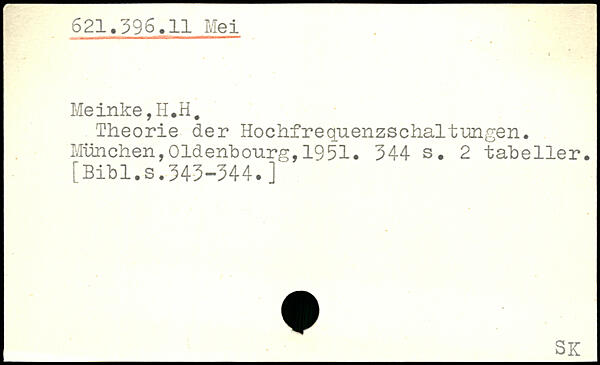 621.396.11 Mei
Meinke,H.H.
Theorie der Hochfrequenzschaltungen.
München,Oldenbourg,1951. 344 s. 2 tabeller.
[Bibl.s.343-344.]
SK